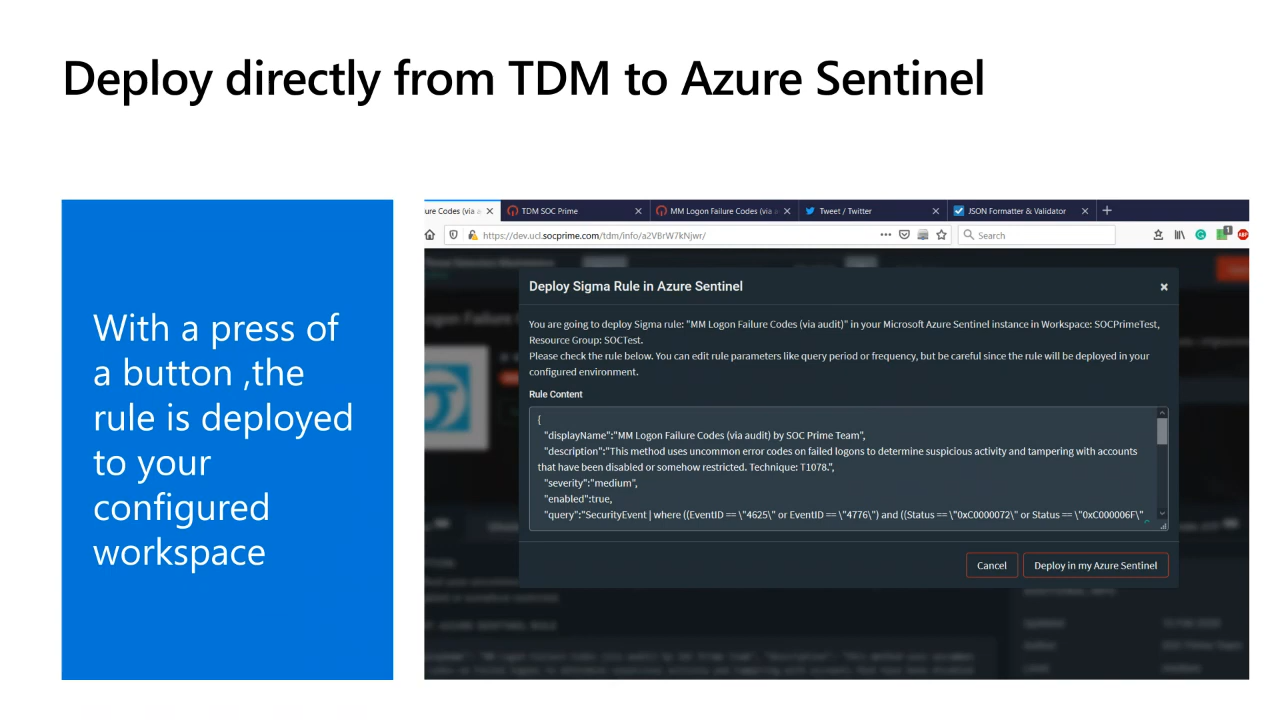 Deploy directly from TDM to Azure Sentinel
With a press of
a button ,the
rule is deployed
to your
configured
workspace
ure Codes (via a
TDM SOC Prime
MM Logon Failure Codes (via a
Tweet / Twitter
JSON Formatter & Validator
https://dev.ucl.socprime.com/tdm/info/a2VBrW7kNjwr/
Search
1
ABP
Deploy Sigma Rule in Azure Sentinel
You are going to deploy Sigma rule: "MM Logon Failure Codes (via audit)" in your Microsoft Azure Sentinel instance in Workspace: SOCPrimeTest,
Resource Group: SOCTest.
Please check the rule below. You can edit rule parameters like query period or frequency, but be careful since the rule will be deployed in your
configured environment.
Rule Content
{
"displayName":"MM Logon Failure Codes (via audit) by SOC Prime Team",
"description":"This method uses uncommon error codes on failed logons to determine suspicious activity and tampering with accounts
that have been disabled or somehow restricted. Technique: T1078.",
"severity":"medium",
"enabled":true,
"query":"SecurityEvent | where ((EventID == \"4625\" or EventID == \"4776\") and ((Status == \"0xC0000072\" or Status == \"0xC000006F\"
Cancel
Deploy in my Azure Sentinel